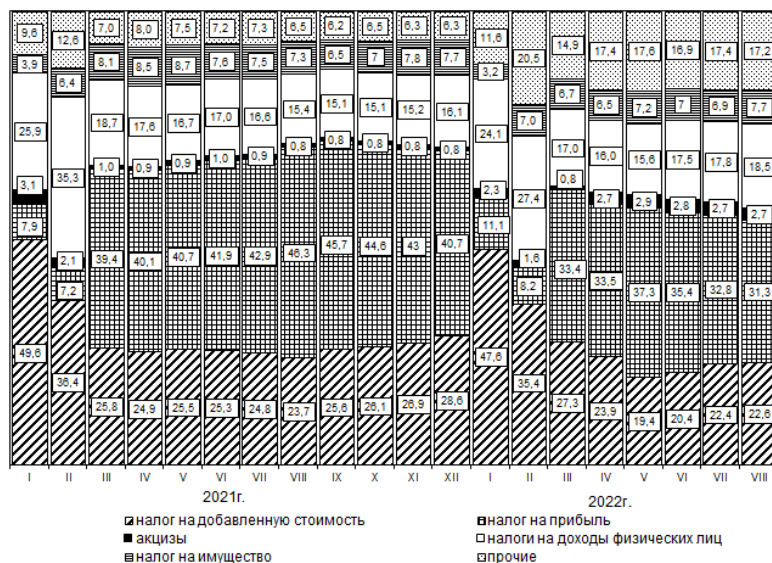 9,6 12,6 7,0 8,0 7,5 7,2 7,3 6,5 6,2 6,5 6,3 6,3 11,6 20,5 14,9 17,4 17,6 16,9 17,4 17,2
3,9 6,4 8,1 8,5 8,7 7,6 7,5 7,3 6,5 7 7,8 7,7 3,2 7,0 6,7 6,5 7,2 7 6,9 7,7
25,9 35,3 18,7 17,6 16,7 17,0 16,6 15,4 15,1 15,1 15,2 16,1 24,1 27,4 17,0 16,0 15,6 17,5 17,8 18,5
3,1 2,1 1,0 0,9 0,9 1,0 0,9 0,8 0,8 0,8 0,8 0,8 2,3 1,6 0,8 2,7 2,9 2,8 2,7 2,7
7,9 7,2 39,4 40,1 40,7 41,9 42,9 46,3 45,7 44,6 43 40,7 11,1 8,2 33,4 33,5 37,3 35,4 32,8 31,3
49,6 36,4 25,8 24,9 25,5 25,3 24,8 23,7 25,6 26,1 26,9 28,6 47,6 35,4 27,3 23,9 19,4 20,4 22,4 22,6
I II III IV V VI VII VIII IX X XI XII I II III IV V VI VII VIII
2021г. 2022г.
налог на добавленную стоимость налог на прибыль
акцизы налоги на доходы физических лиц
налог на имущество прочие